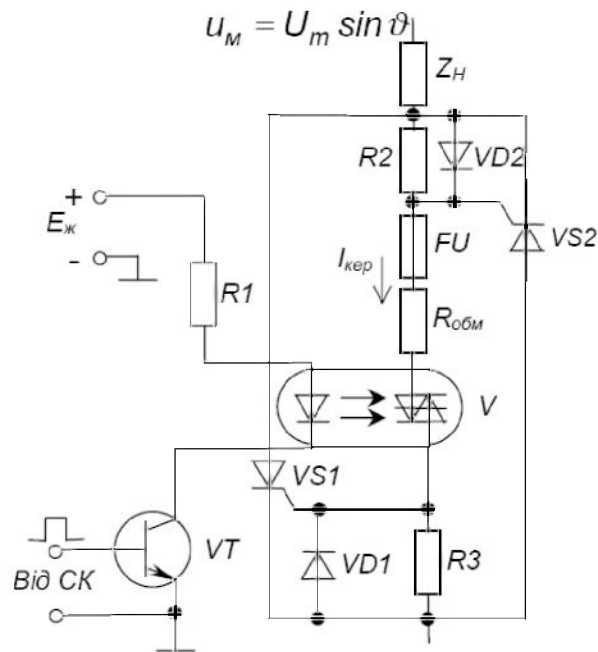 u_м = U_m sin ϑ
Z_Н
R2
VD2
+
E_ж
-
FU
VS2
I_кер
R1
R_обм
V
VS1
VT
VD1
R3
Від СК